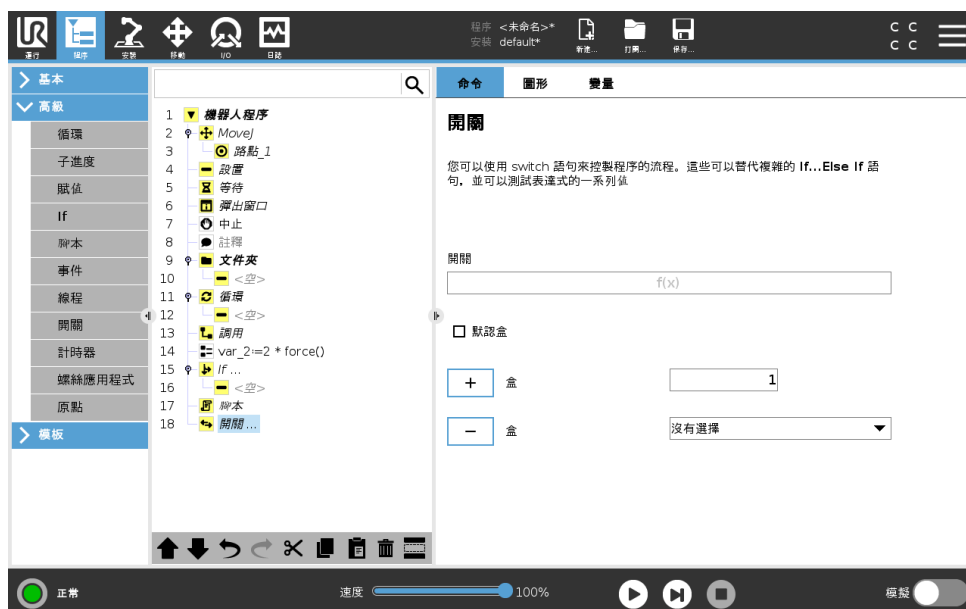 UR
運行 程序 安裝 移動 I/O 日誌
程序 <未命名>*
安裝 default*
新建... 打開... 保存...
C C
C C
基本
高級
循環
子進度
賦值
If
腳本
事件
線程
開關
計時器
螺絲應用程式
原點
模板
1 機器人程序
2 MoveJ
3 路點_1
4 設置
5 等待
6 彈出窗口
7 中止
8 註釋
9 文件夾
10 <空>
11 循環
12 <空>
13 調用
14 var_2:=2 * force()
15 If ...
16 <空>
17 腳本
18 開關 ...
命令 圖形 變量
開關
您可以使用 switch 語句來控製程序的流程。這些可以替代複雜的 If...Else If 語
句，並可以測試表達式的一系列值
開關
f(x)
默認盒
+ 盒 1
− 盒 沒有選擇
正常
速度 100%
模擬